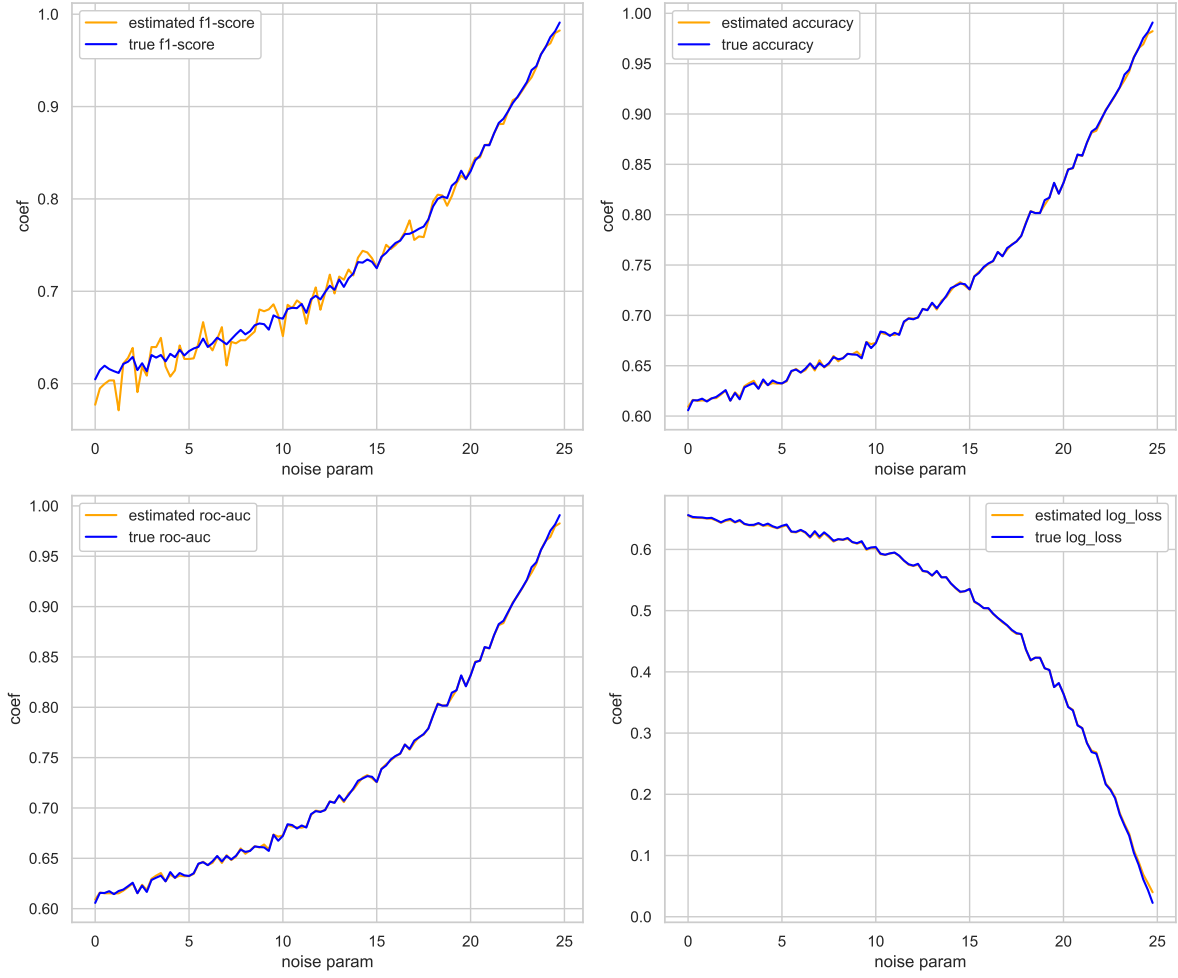 estimated f1-score
true f1-score
1.0
0.9
0.8
0.7
0.6
coef
0 5 10 15 20 25
noise param
estimated accuracy
true accuracy
1.00
0.95
0.90
0.85
0.80
0.75
0.70
0.65
0.60
coef
0 5 10 15 20 25
noise param
estimated roc-auc
true roc-auc
1.00
0.95
0.90
0.85
0.80
0.75
0.70
0.65
0.60
coef
0 5 10 15 20 25
noise param
estimated log_loss
true log_loss
0.6
0.5
0.4
0.3
0.2
0.1
0.0
coef
0 5 10 15 20 25
noise param